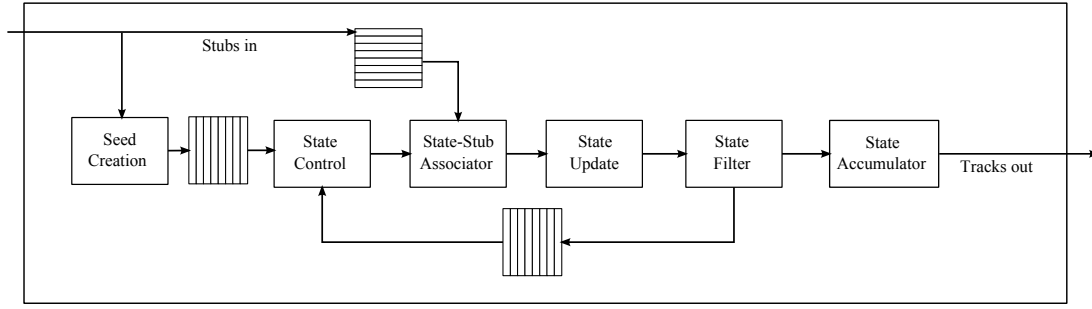 Stubs in
Seed
Creation
State
Control
State-Stub
Associator
State
Update
State
Filter
State
Accumulator
Tracks out